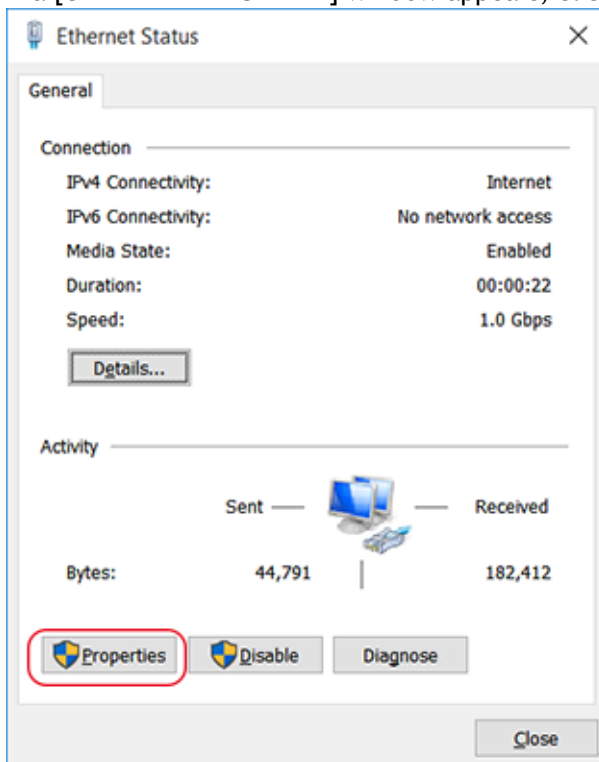 Ethernet Status
General
Connection
IPv4 Connectivity: Internet
IPv6 Connectivity: No network access
Media State: Enabled
Duration: 00:00:22
Speed: 1.0 Gbps
Details...
Activity
Sent — — Received
Bytes: 44,791 182,412
Properties Disable Diagnose
Close